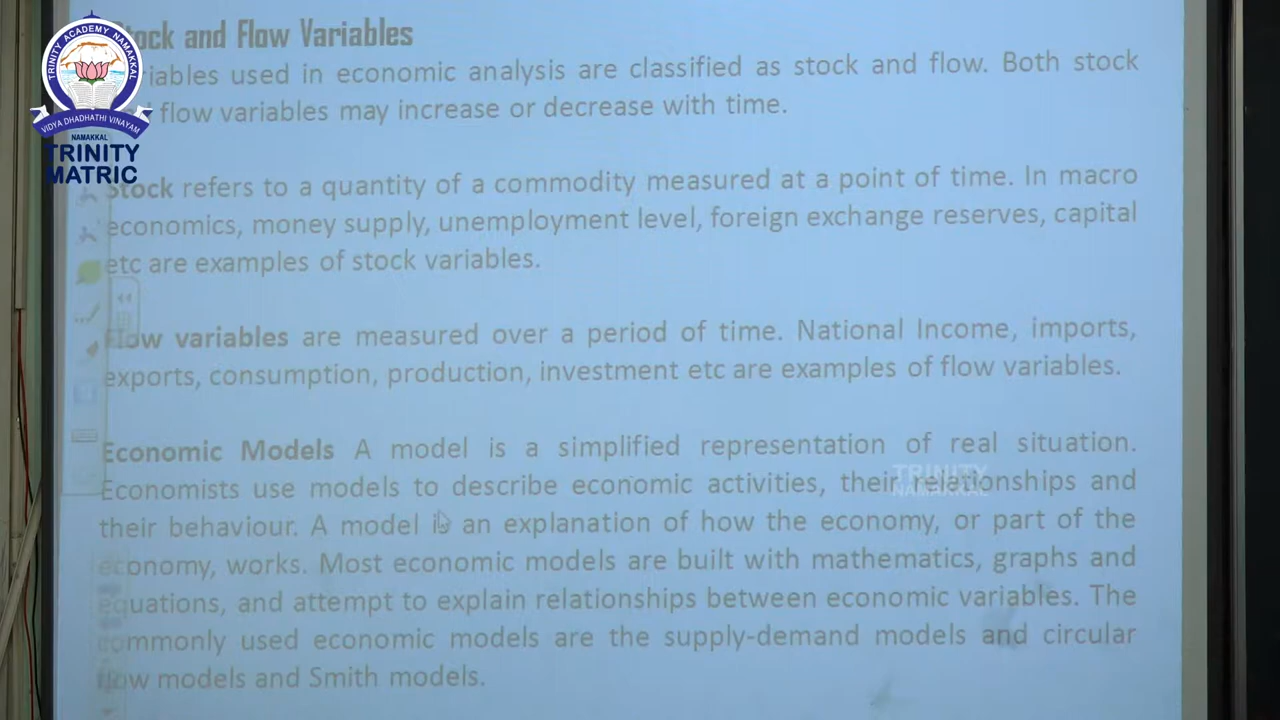 Stock and Flow Variables
Variables used in economic analysis are classified as stock and flow. Both stock
flow variables may increase or decrease with time.
Stock refers to a quantity of a commodity measured at a point of time. In macro
economics, money supply, unemployment level, foreign exchange reserves, capital
etc are examples of stock variables.
Flow variables are measured over a period of time. National Income, imports,
exports, consumption, production, investment etc are examples of flow variables.
Economic Models A model is a simplified representation of real situation.
Economists use models to describe economic activities, their relationships and
their behaviour. A model is an explanation of how the economy, or part of the
economy, works. Most economic models are built with mathematics, graphs and
equations, and attempt to explain relationships between economic variables. The
commonly used economic models are the supply-demand models and circular
flow models and Smith models.
TRINITY ACADEMY NAMAKKAL
VIDYA DHADHATHI VINAYAM
NAMAKKAL
TRINITY
MATRIC
TRINITY
NAMAKKAL